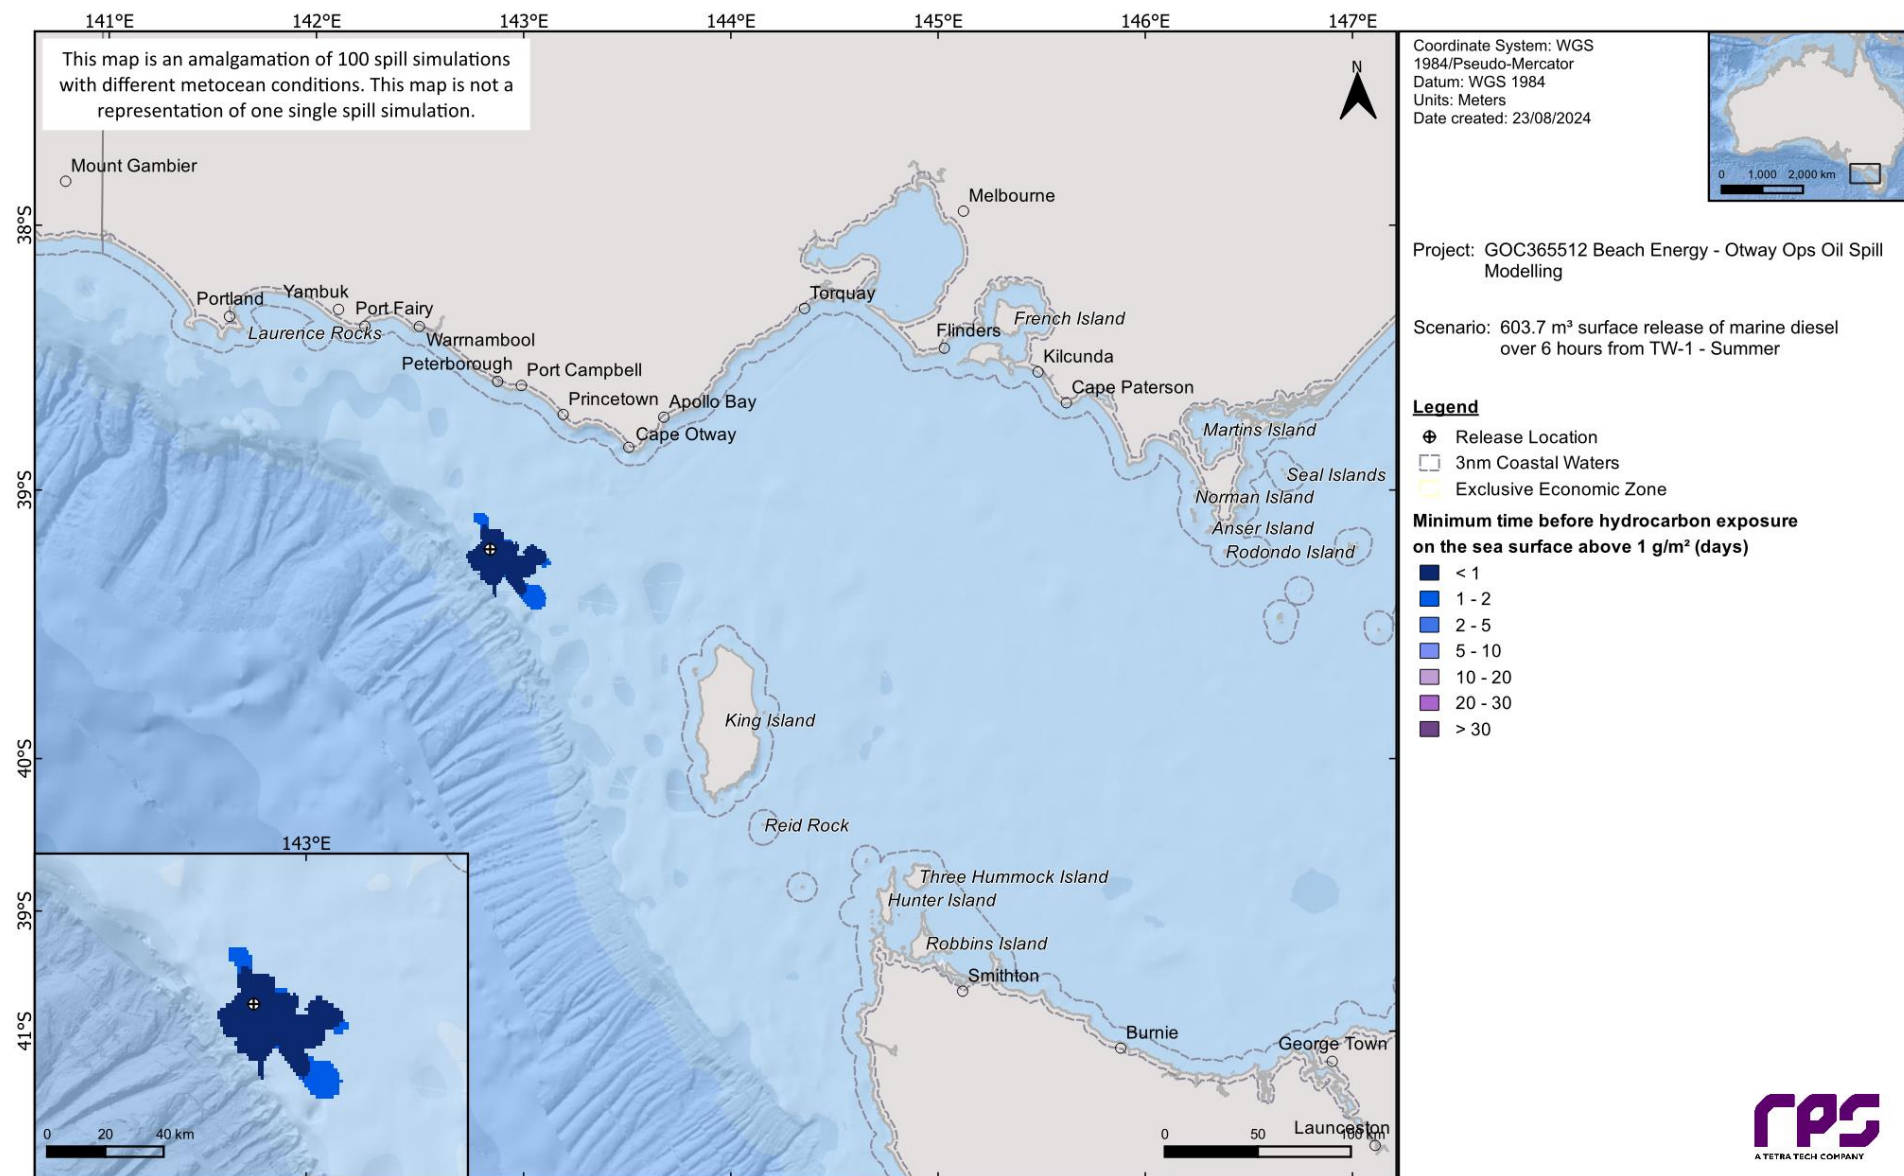 141°E 142°E 143°E 144°E 145°E 146°E 147°E
This map is an amalgamation of 100 spill simulations
with different metocean conditions. This map is not a
representation of one single spill simulation.
N
Mount Gambier
Melbourne
38°S
Portland
Yambuk
Port Fairy
Laurence Rocks
Warrnambool
Torquay
French Island
Flinders
Peterborough
Port Campbell
Kilcunda
Princetown
Apollo Bay
Cape Paterson
Cape Otway
Martins Island
Seal Islands
39°S
Norman Island
Anser Island
Rodondo Island
King Island
40°S
Reid Rock
Three Hummock Island
Hunter Island
Robbins Island
Smithton
41°S
Burnie
George Town
Launceston
0 50 100 km
143°E
39°S
0 20 40 km
Coordinate System: WGS
1984/Pseudo-Mercator
Datum: WGS 1984
Units: Meters
Date created: 23/08/2024
0 1,000 2,000 km
Project: GOC365512 Beach Energy - Otway Ops Oil Spill
Modelling
Scenario: 603.7 m³ surface release of marine diesel
over 6 hours from TW-1 - Summer
Legend
Release Location
3nm Coastal Waters
Exclusive Economic Zone
Minimum time before hydrocarbon exposure
on the sea surface above 1 g/m² (days)
< 1
1 - 2
2 - 5
5 - 10
10 - 20
20 - 30
> 30
rps
A TETRA TECH COMPANY